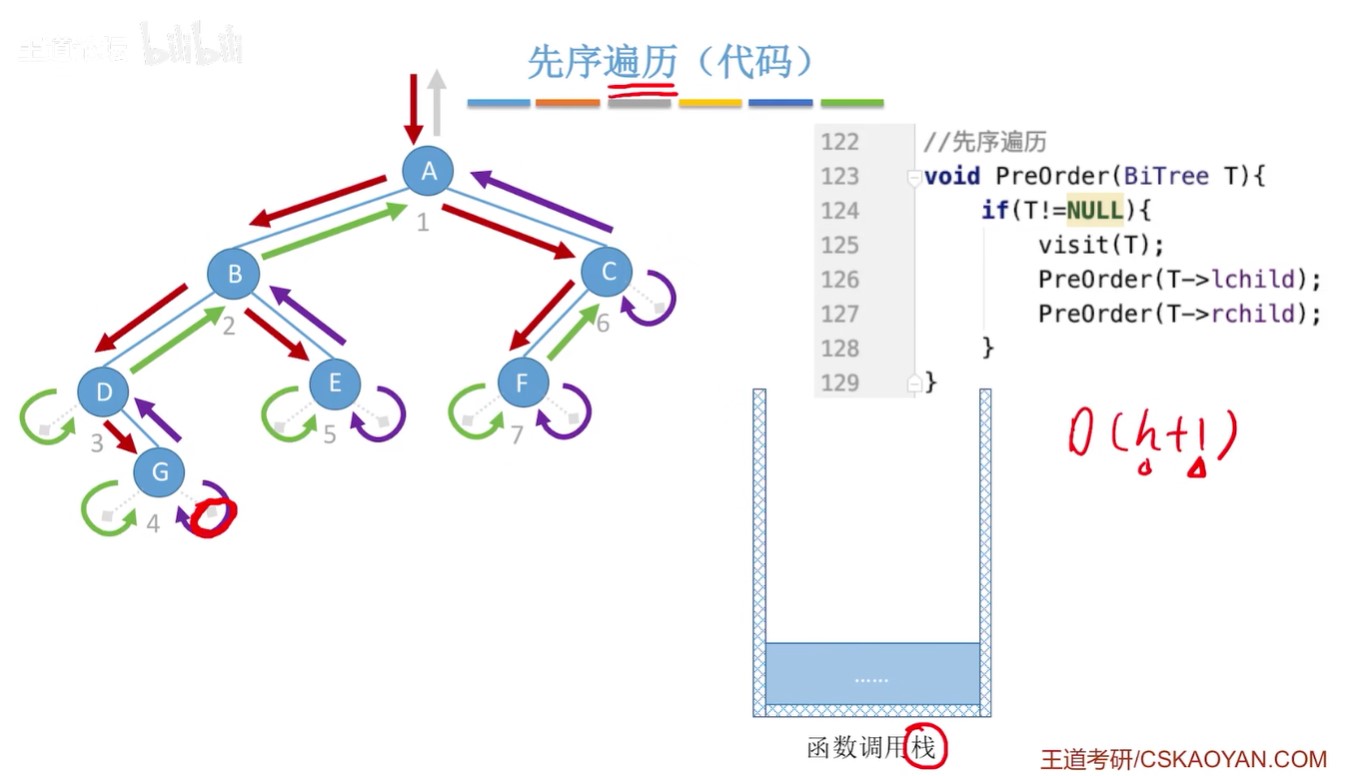 王道论坛 bilibili
先序遍历（代码）
122 //先序遍历
123 void PreOrder(BiTree T){
124 if(T!=NULL){
125 visit(T);
126 PreOrder(T->lchild);
127 PreOrder(T->rchild);
128 }
129 }
A
1
B
C
2
6
D
E
F
3
5
7
G
4
O(h+1)
……
函数调用栈
王道考研/CSKAOYAN.COM